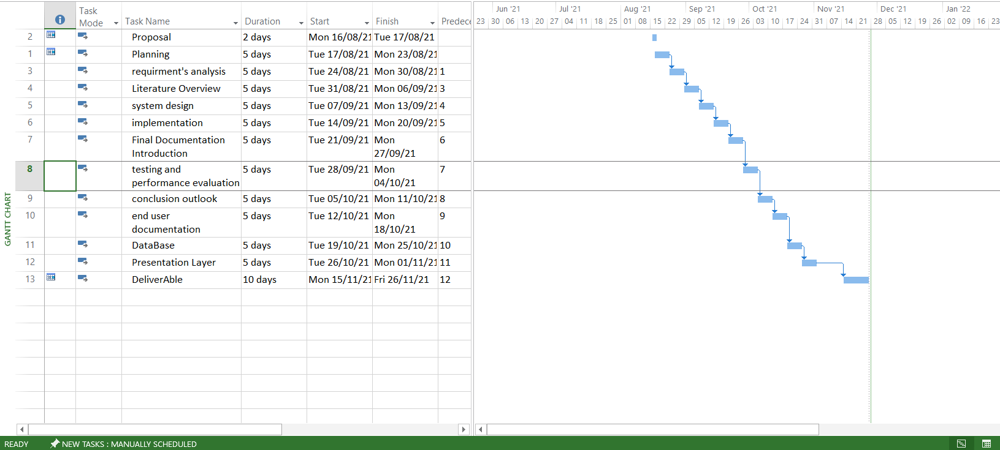 Task Mode Task Name Duration Start Finish Predece
Jun '21 Jul '21 Aug '21 Sep '21 Oct '21 Nov '21 Dec '21 Jan '22
23 30 06 13 20 27 04 11 18 25 01 08 15 22 29 05 12 19 26 03 10 17 24 31 07 14 21 28 05 12 19 26 02 09 16 23
2 Proposal 2 days Mon 16/08/21 Tue 17/08/21
1 Planning 5 days Tue 17/08/21 Mon 23/08/21
3 requirment's analysis 5 days Tue 24/08/21 Mon 30/08/21 1
4 Literature Overview 5 days Tue 31/08/21 Mon 06/09/21 3
5 system design 5 days Tue 07/09/21 Mon 13/09/21 4
6 implementation 5 days Tue 14/09/21 Mon 20/09/21 5
7 Final Documentation 5 days Tue 21/09/21 Mon 6
Introduction 27/09/21
8 testing and 5 days Tue 28/09/21 Mon 7
performance evaluation 04/10/21
9 conclusion outlook 5 days Tue 05/10/21 Mon 11/10/21 8
10 end user 5 days Tue 12/10/21 Mon 9
documentation 18/10/21
11 DataBase 5 days Tue 19/10/21 Mon 25/10/21 10
12 Presentation Layer 5 days Tue 26/10/21 Mon 01/11/21 11
13 DeliverAble 10 days Mon 15/11/21 Fri 26/11/21 12
GANTT CHART
READY NEW TASKS : MANUALLY SCHEDULED